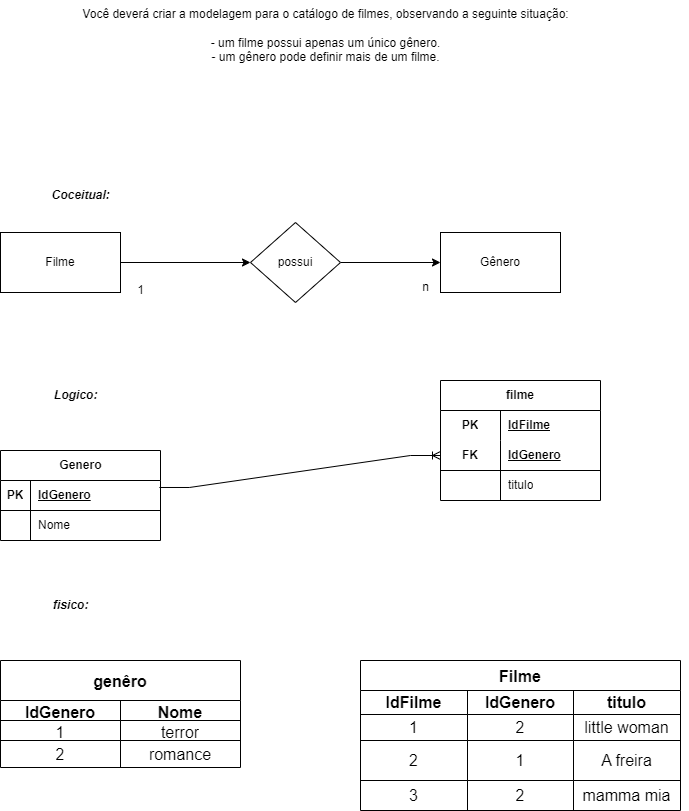 Você deverá criar a modelagem para o catálogo de filmes, observando a seguinte situação:
- um filme possui apenas um único gênero.
- um gênero pode definir mais de um filme.
Coceitual:
Filme
possui
Gênero
1
n
Logico:
filme
PK IdFilme
FK IdGenero
titulo
Genero
PK IdGenero
Nome
fisico:
genêro
IdGenero Nome
1 terror
2 romance
Filme
IdFilme IdGenero titulo
1 2 little woman
2 1 A freira
3 2 mamma mia